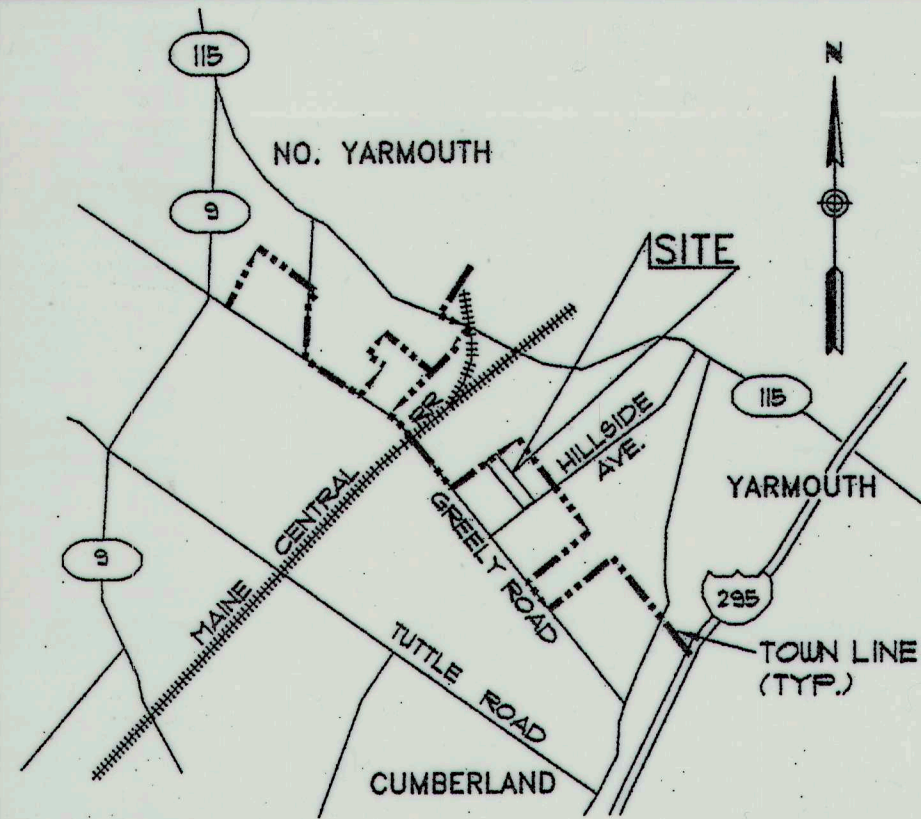 115
N
NO. YARMOUTH
9
SITE
115
HILLSIDE
AVE.
RR
YARMOUTH
CENTRAL
GREELY ROAD
9
295
MAINE
TUTTLE ROAD
TOWN LINE
(TYP.)
CUMBERLAND